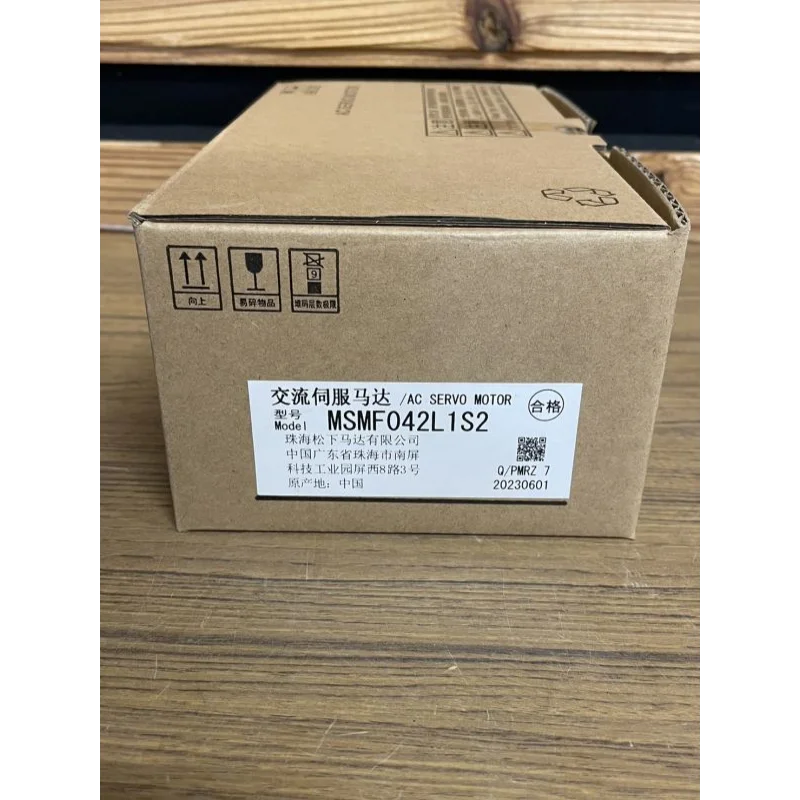 AC SERVO MOTOR
9
向上
易碎物品
堆码层数极限
交流伺服马达 /AC SERVO MOTOR
合格
型号
Model MSMF042L1S2
珠海松下马达有限公司
中国广东省珠海市南屏
科技工业园屏西8路3号
Q/PMRZ 7
原产地: 中国
20230601